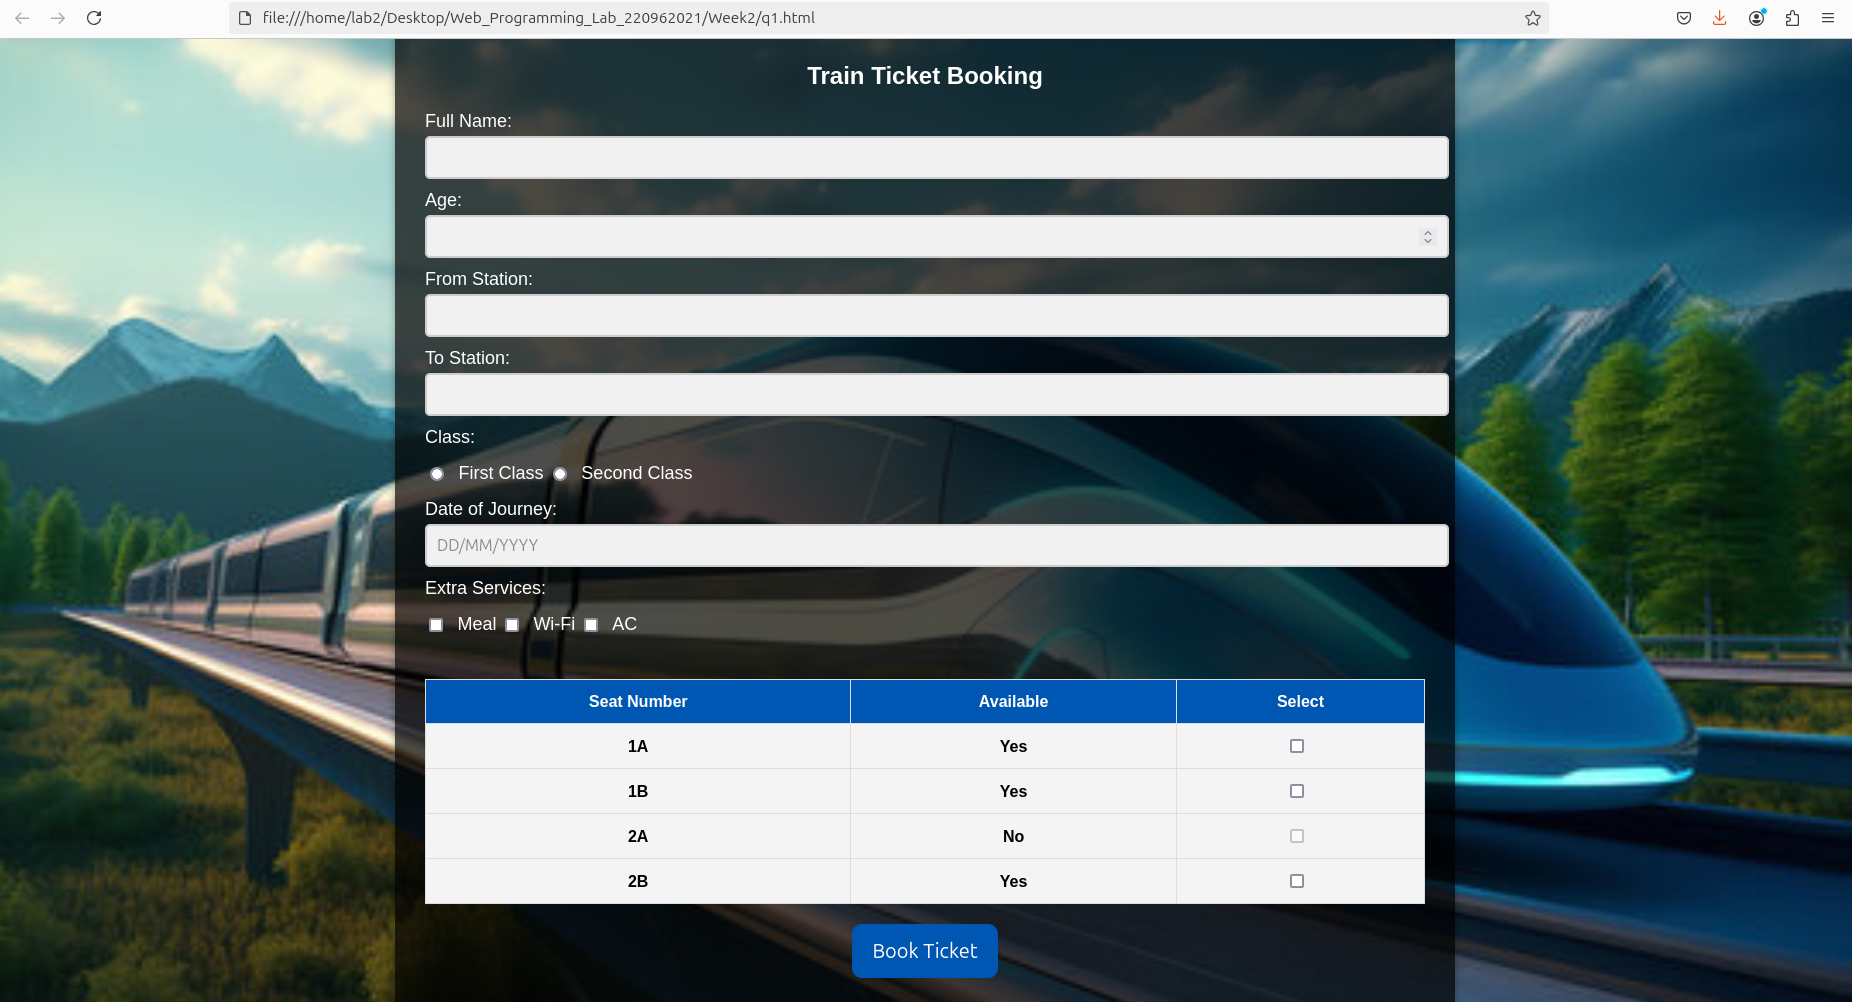 file:///home/lab2/Desktop/Web_Programming_Lab_220962021/Week2/q1.html
Train Ticket Booking
Full Name:
Age:
From Station:
To Station:
Class:
First Class Second Class
Date of Journey:
DD/MM/YYYY
Extra Services:
Meal Wi-Fi AC
Seat Number Available Select
1A Yes
1B Yes
2A No
2B Yes
Book Ticket